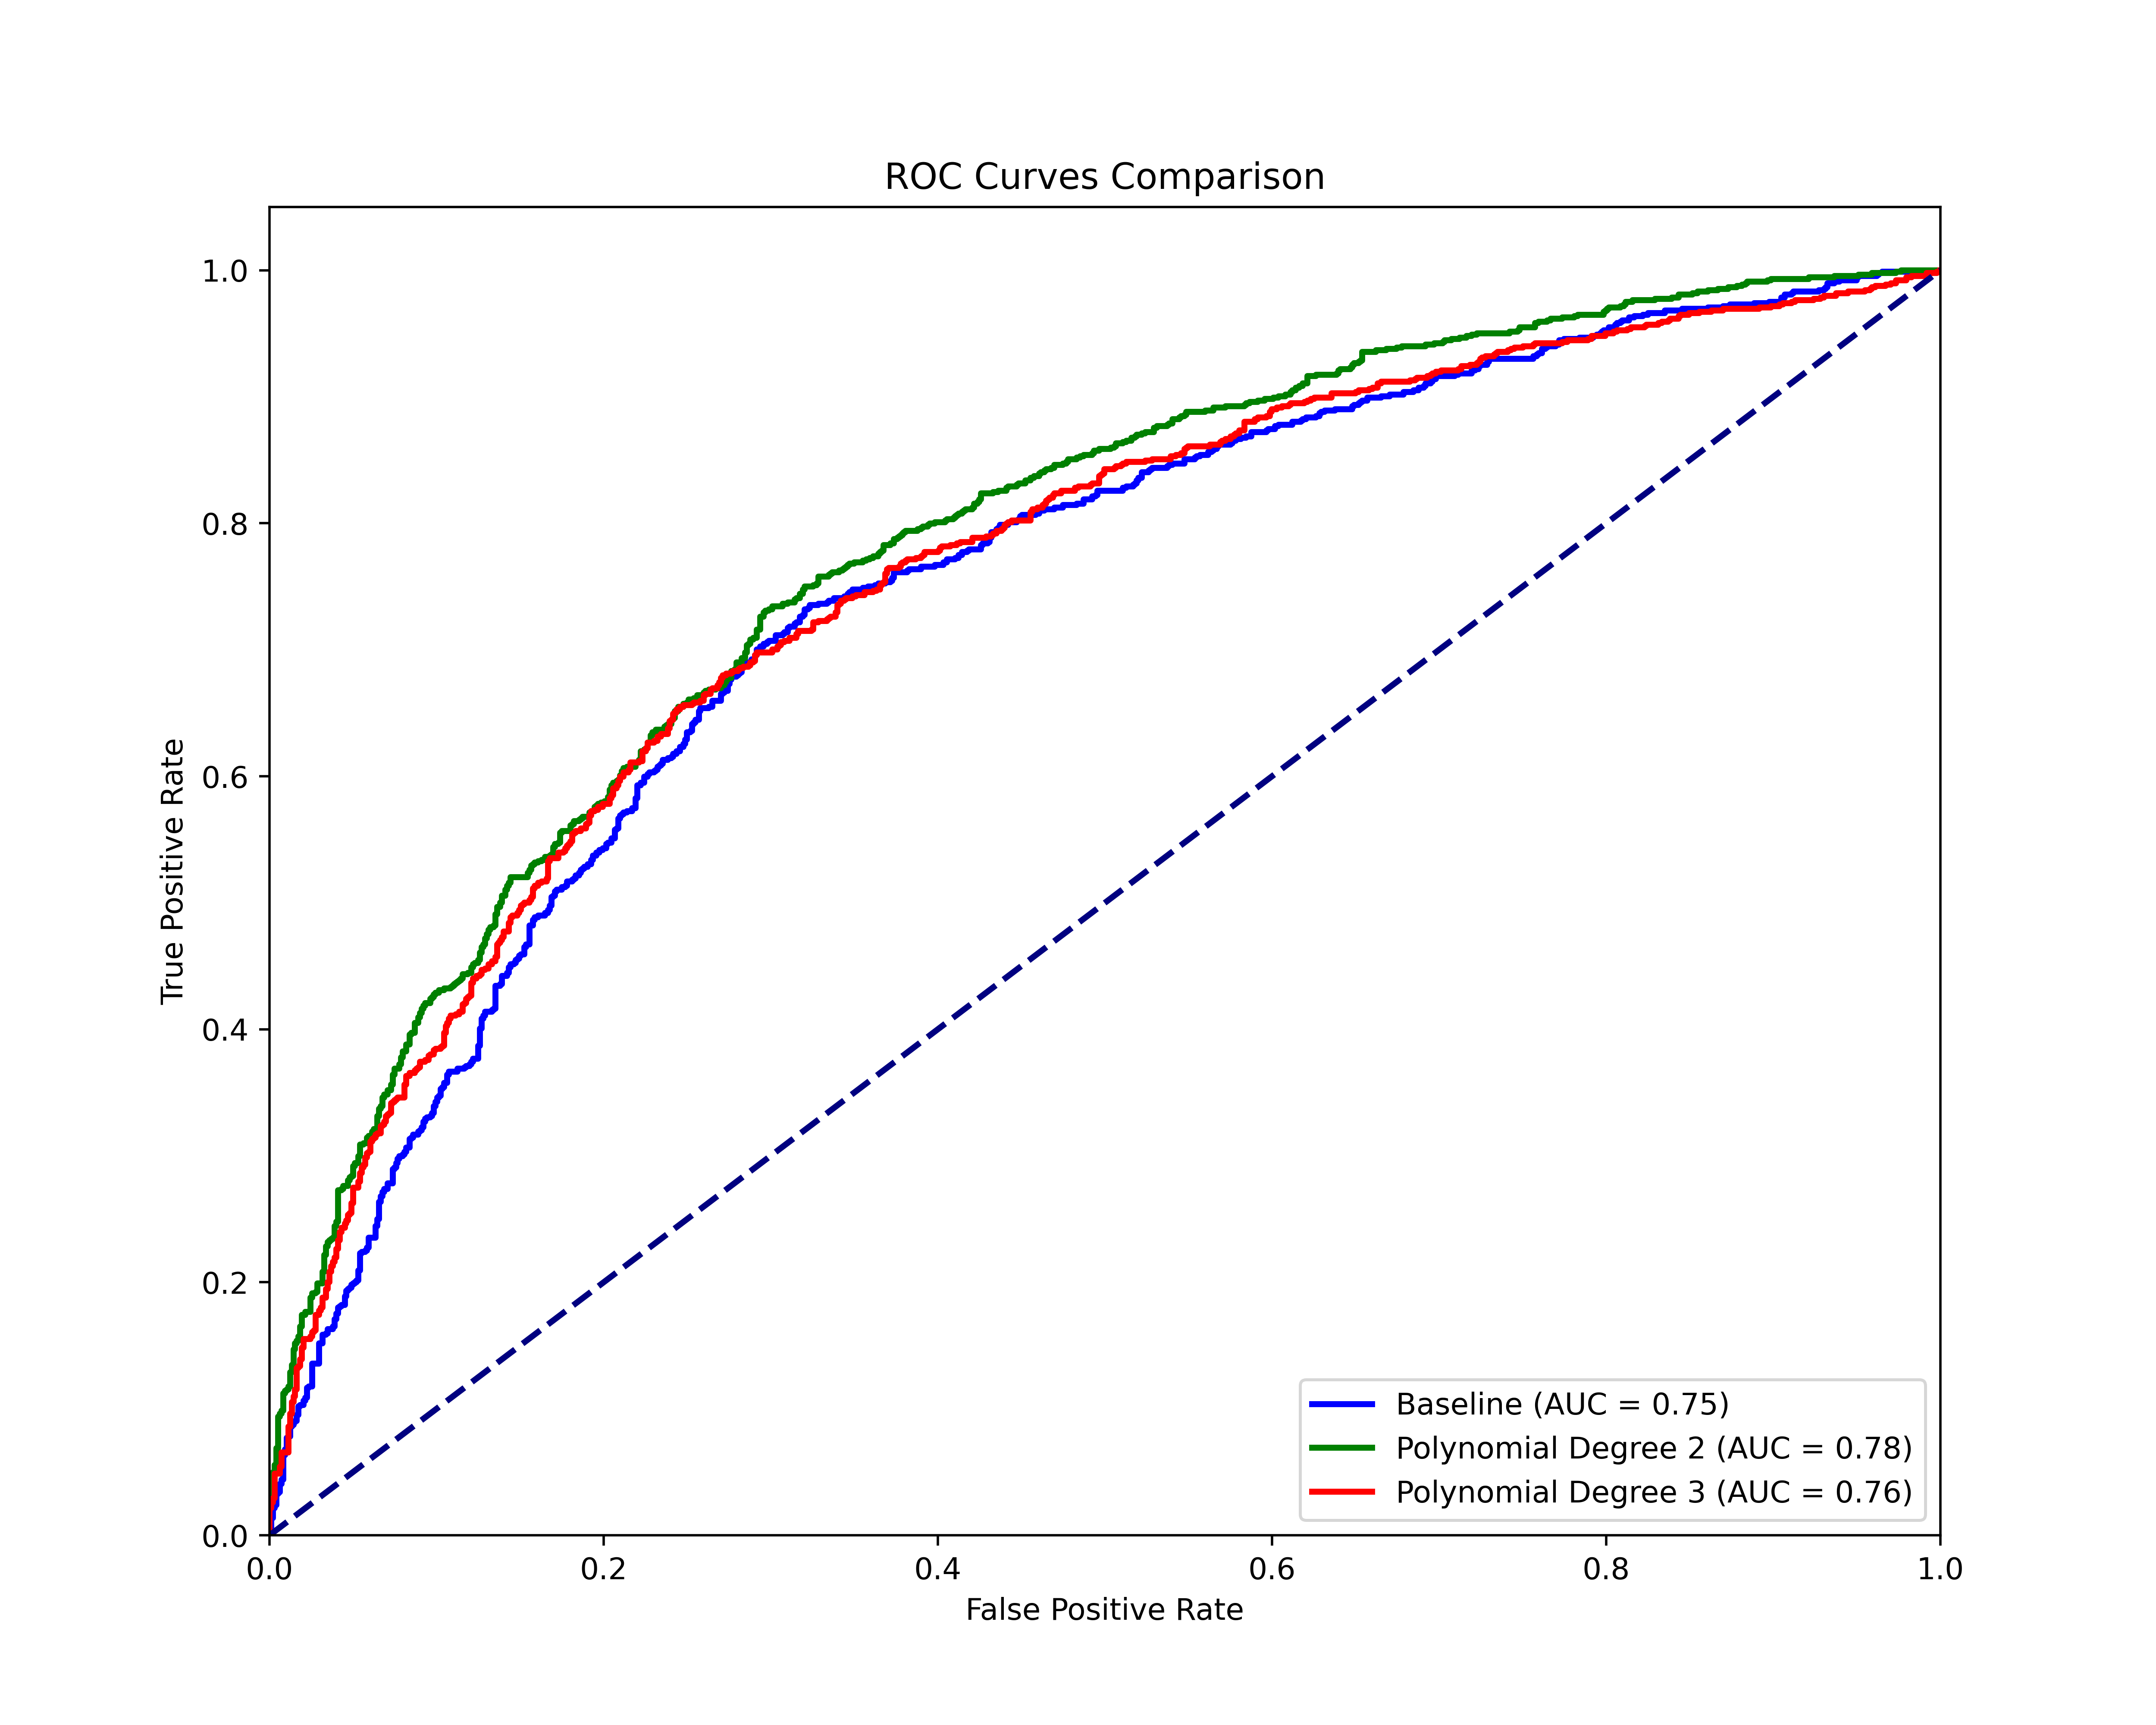 ROC Curves Comparison
True Positive Rate
1.0
0.8
0.6
0.4
0.2
0.0
0.0 0.2 0.4 0.6 0.8 1.0
False Positive Rate
Baseline (AUC = 0.75)
Polynomial Degree 2 (AUC = 0.78)
Polynomial Degree 3 (AUC = 0.76)